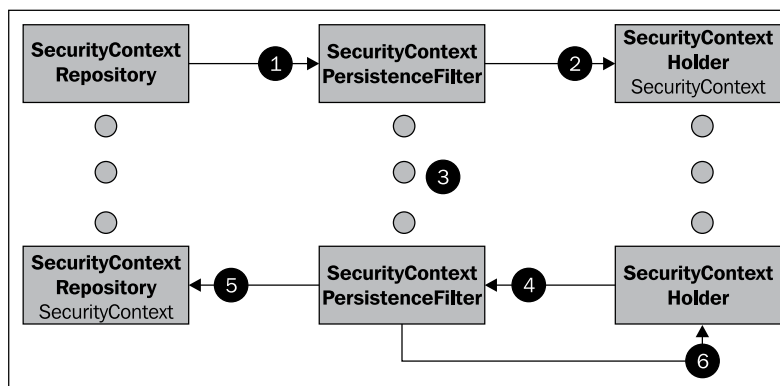 SecurityContext
Repository
1
SecurityContext
PersistenceFilter
2
SecurityContext
Holder
SecurityContext
3
SecurityContext
Repository
SecurityContext
5
SecurityContext
PersistenceFilter
4
SecurityContext
Holder
6